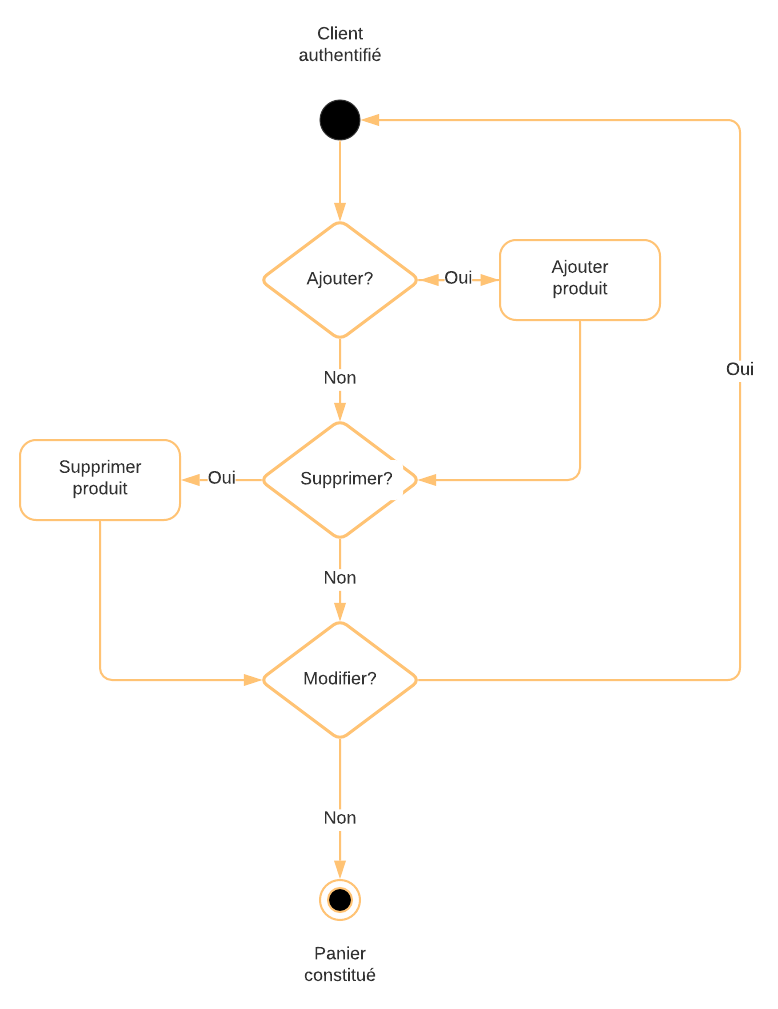 Client
authentifié
Ajouter?
Oui
Ajouter
produit
Oui
Non
Supprimer
produit
Oui
Supprimer?
Non
Modifier?
Non
Panier
constitué